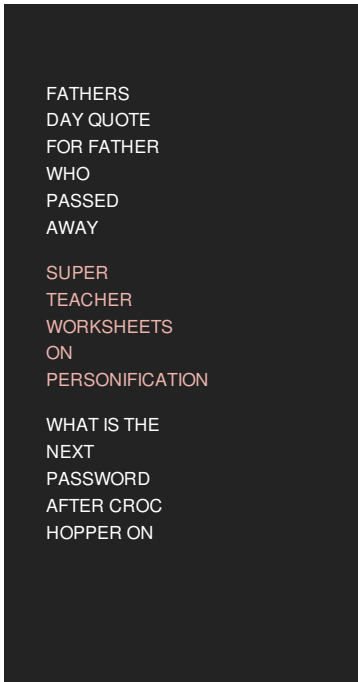 FATHERS
DAY QUOTE
FOR FATHER
WHO
PASSED
AWAY
SUPER
TEACHER
WORKSHEETS
ON
PERSONIFICATION
WHAT IS THE
NEXT
PASSWORD
AFTER CROC
HOPPER ON